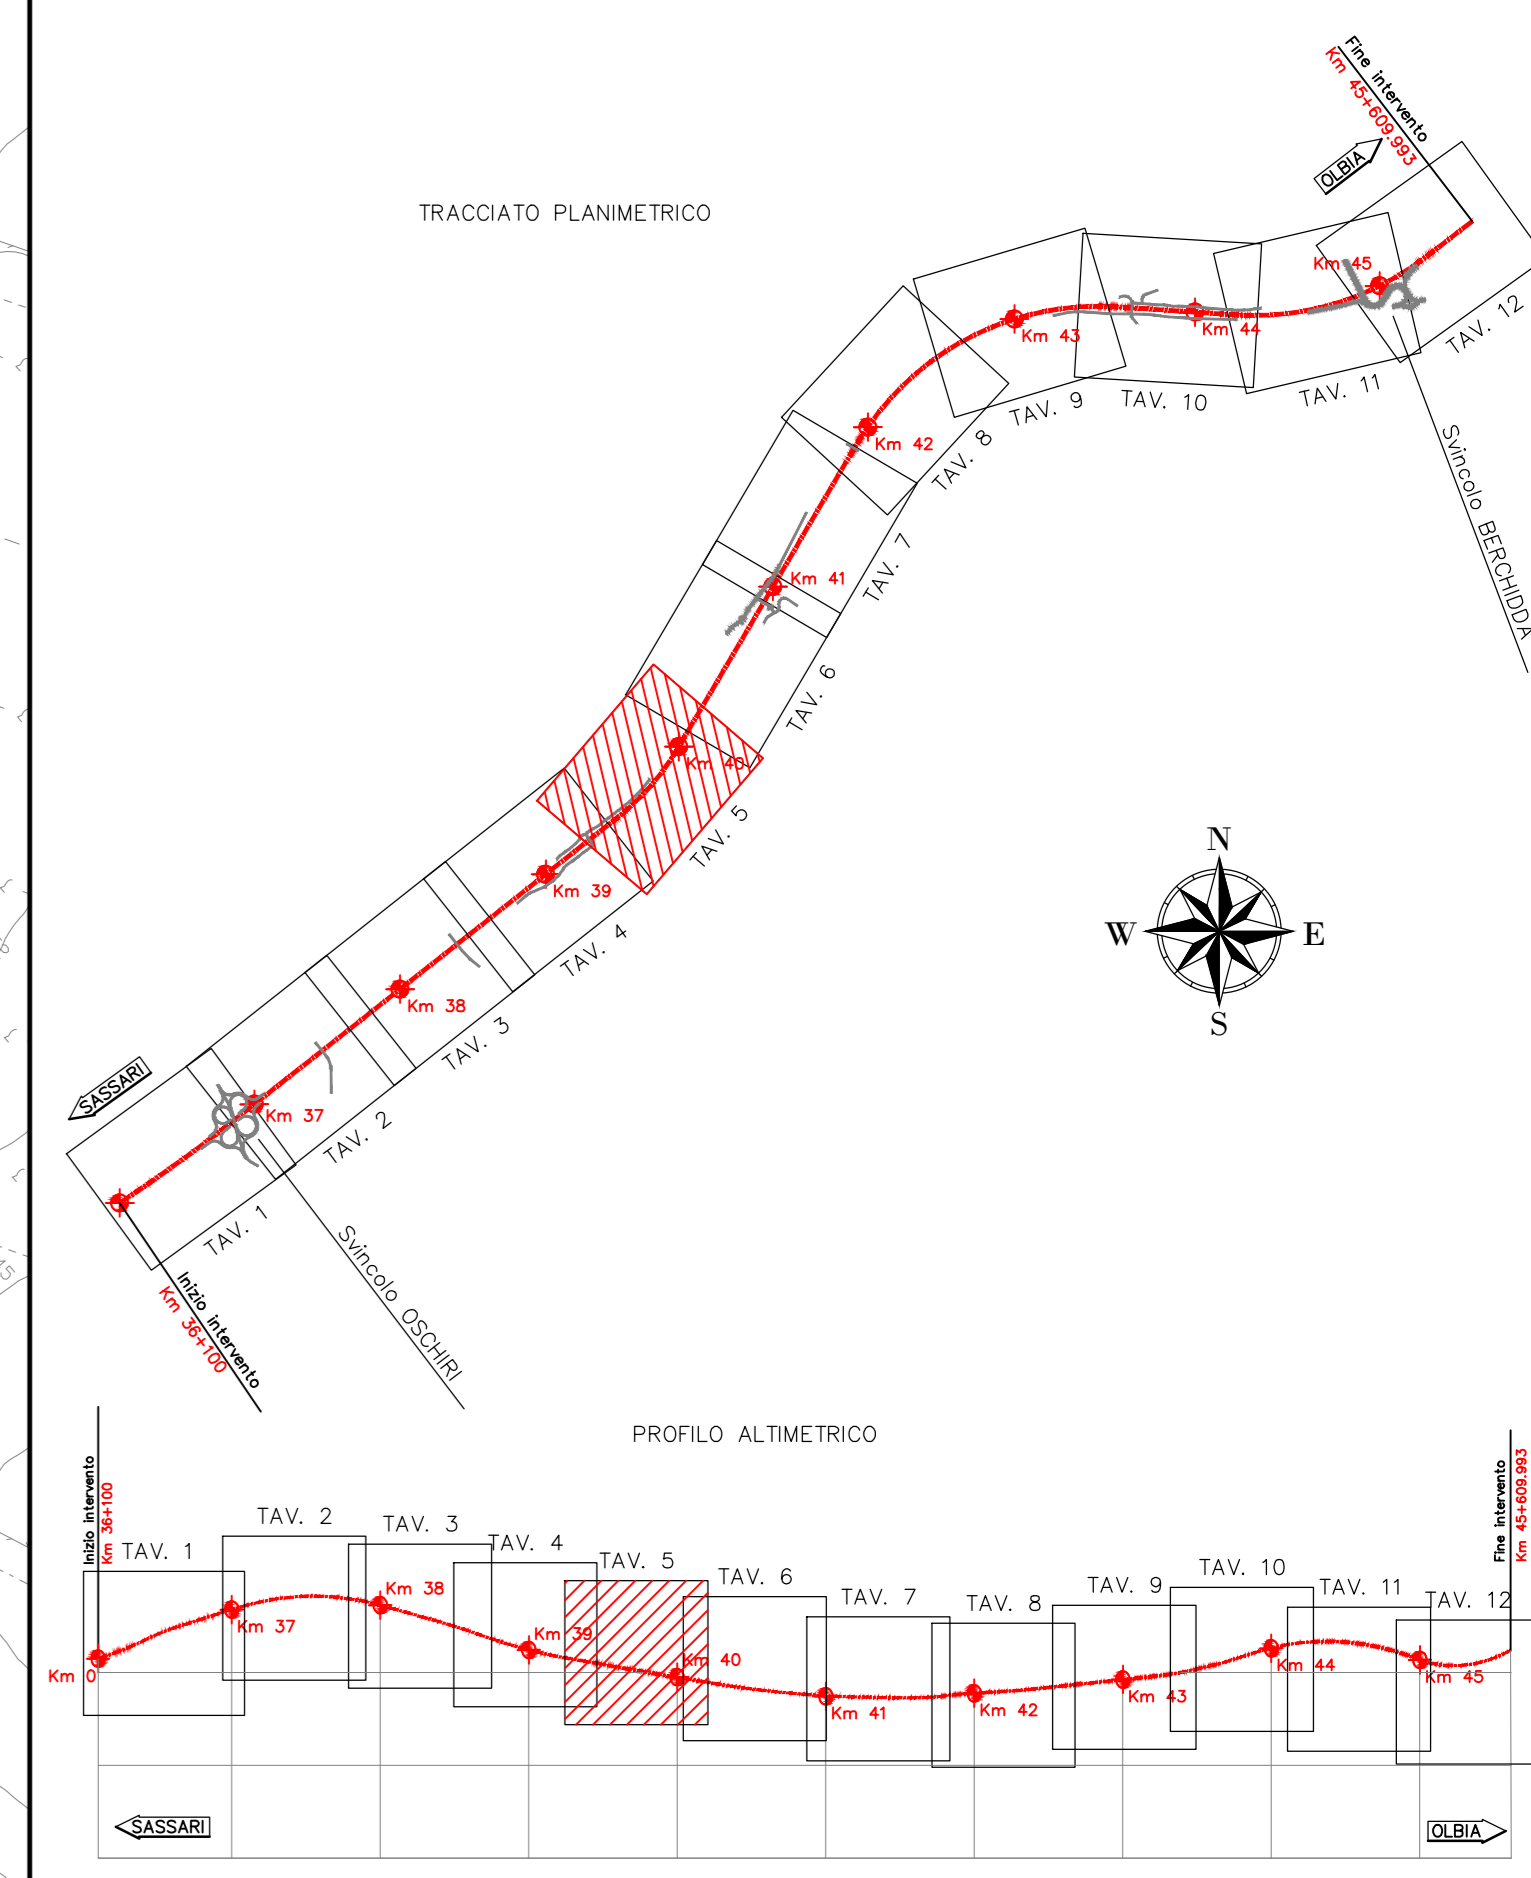 Fine intervento
Km 45+609.993
OLBIA
TRACCIATO PLANIMETRICO
Km 45
Km 44
Km 43
Km 42
Km 41
Km 40
Km 39
Km 38
Km 37
TAV. 12
TAV. 11
TAV. 10
TAV. 9
TAV. 8
TAV. 7
TAV. 6
TAV. 5
TAV. 4
TAV. 3
TAV. 2
TAV. 1
Svincolo BERCHIDDA
N
W
E
S
SASSARI
Svincolo OSCHIRI
Inizio intervento
Km 36+100
PROFILO ALTIMETRICO
Inizio intervento
Km 36+100
TAV. 1
TAV. 2
TAV. 3
TAV. 4
TAV. 5
TAV. 6
TAV. 7
TAV. 8
TAV. 9
TAV. 10
TAV. 11
TAV. 12
Fine intervento
Km 45+609.993
Km 0
Km 37
Km 38
Km 39
Km 40
Km 41
Km 42
Km 43
Km 44
Km 45
SASSARI
OLBIA